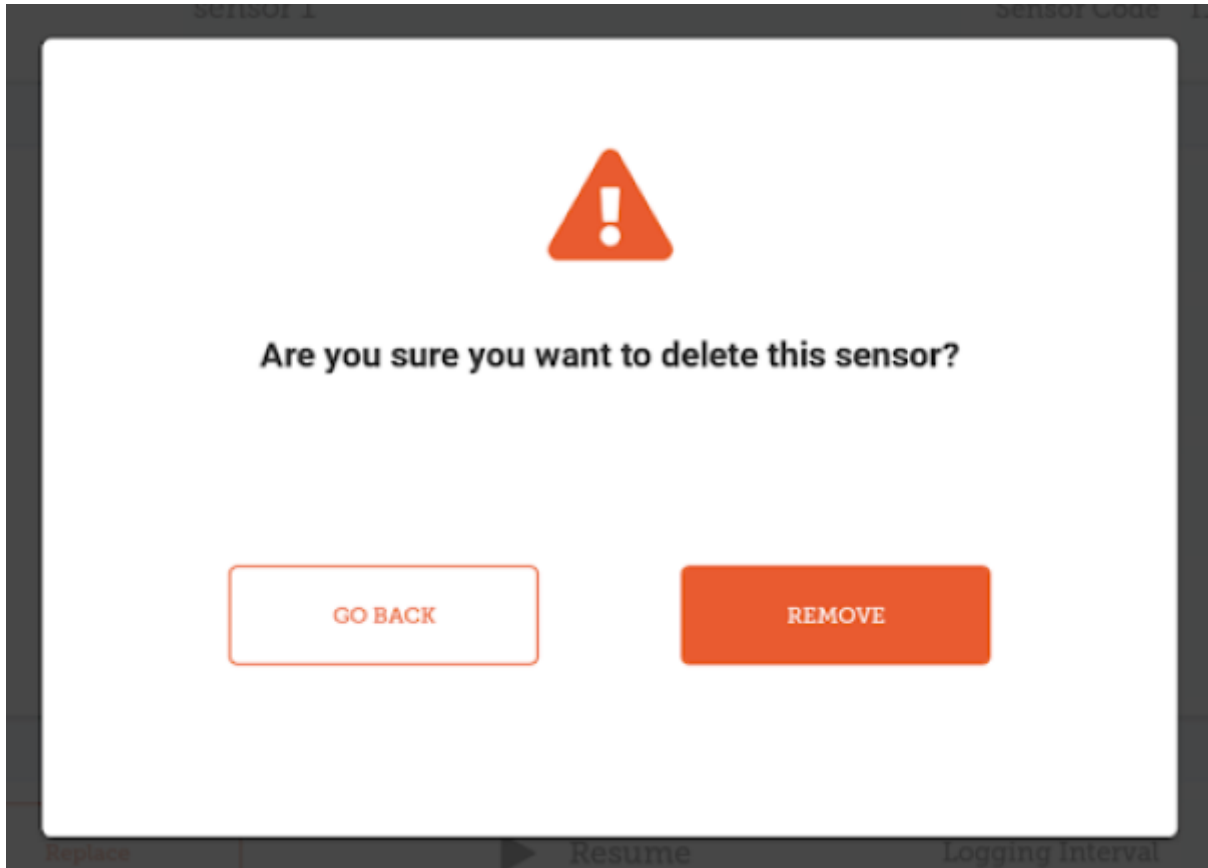 sensor 1
Sensor Code
Are you sure you want to delete this sensor?
GO BACK
REMOVE
Replace
Resume
Logging Interval